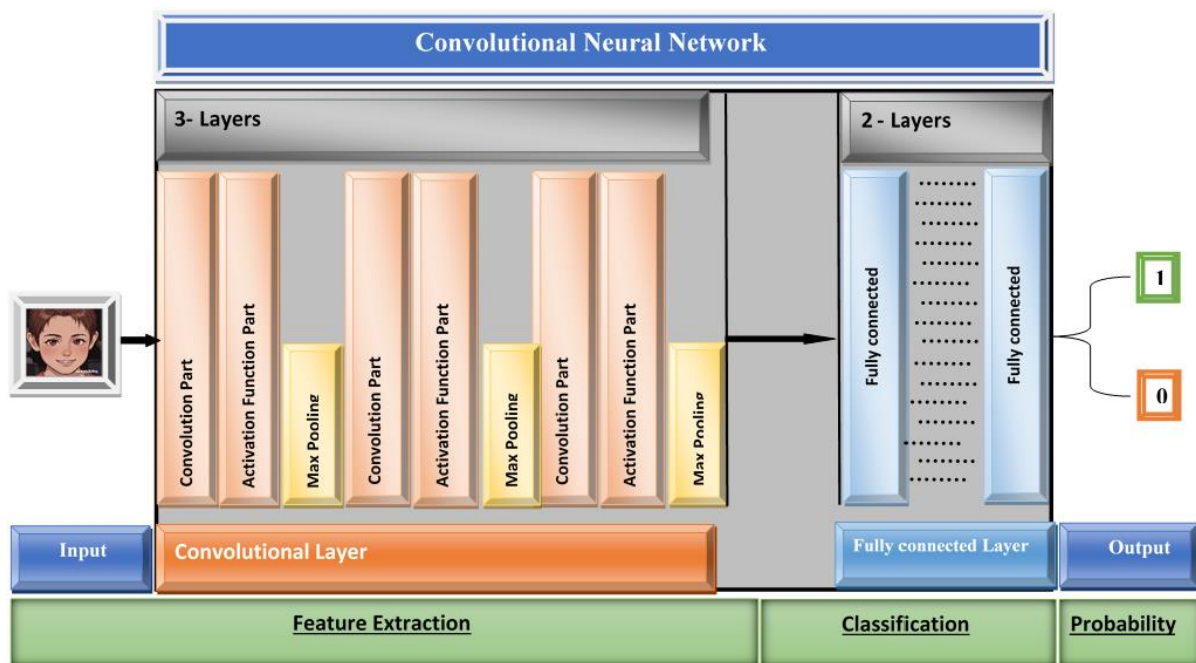 Convolutional Neural Network
3- Layers
2 - Layers
Convolution Part
Activation Function Part
Max Pooling
Convolution Part
Activation Function Part
Max Pooling
Convolution Part
Activation Function Part
Max Pooling
Fully connected
Fully connected
1
0
Input
Convolutional Layer
Fully connected Layer
Output
Feature Extraction
Classification
Probability